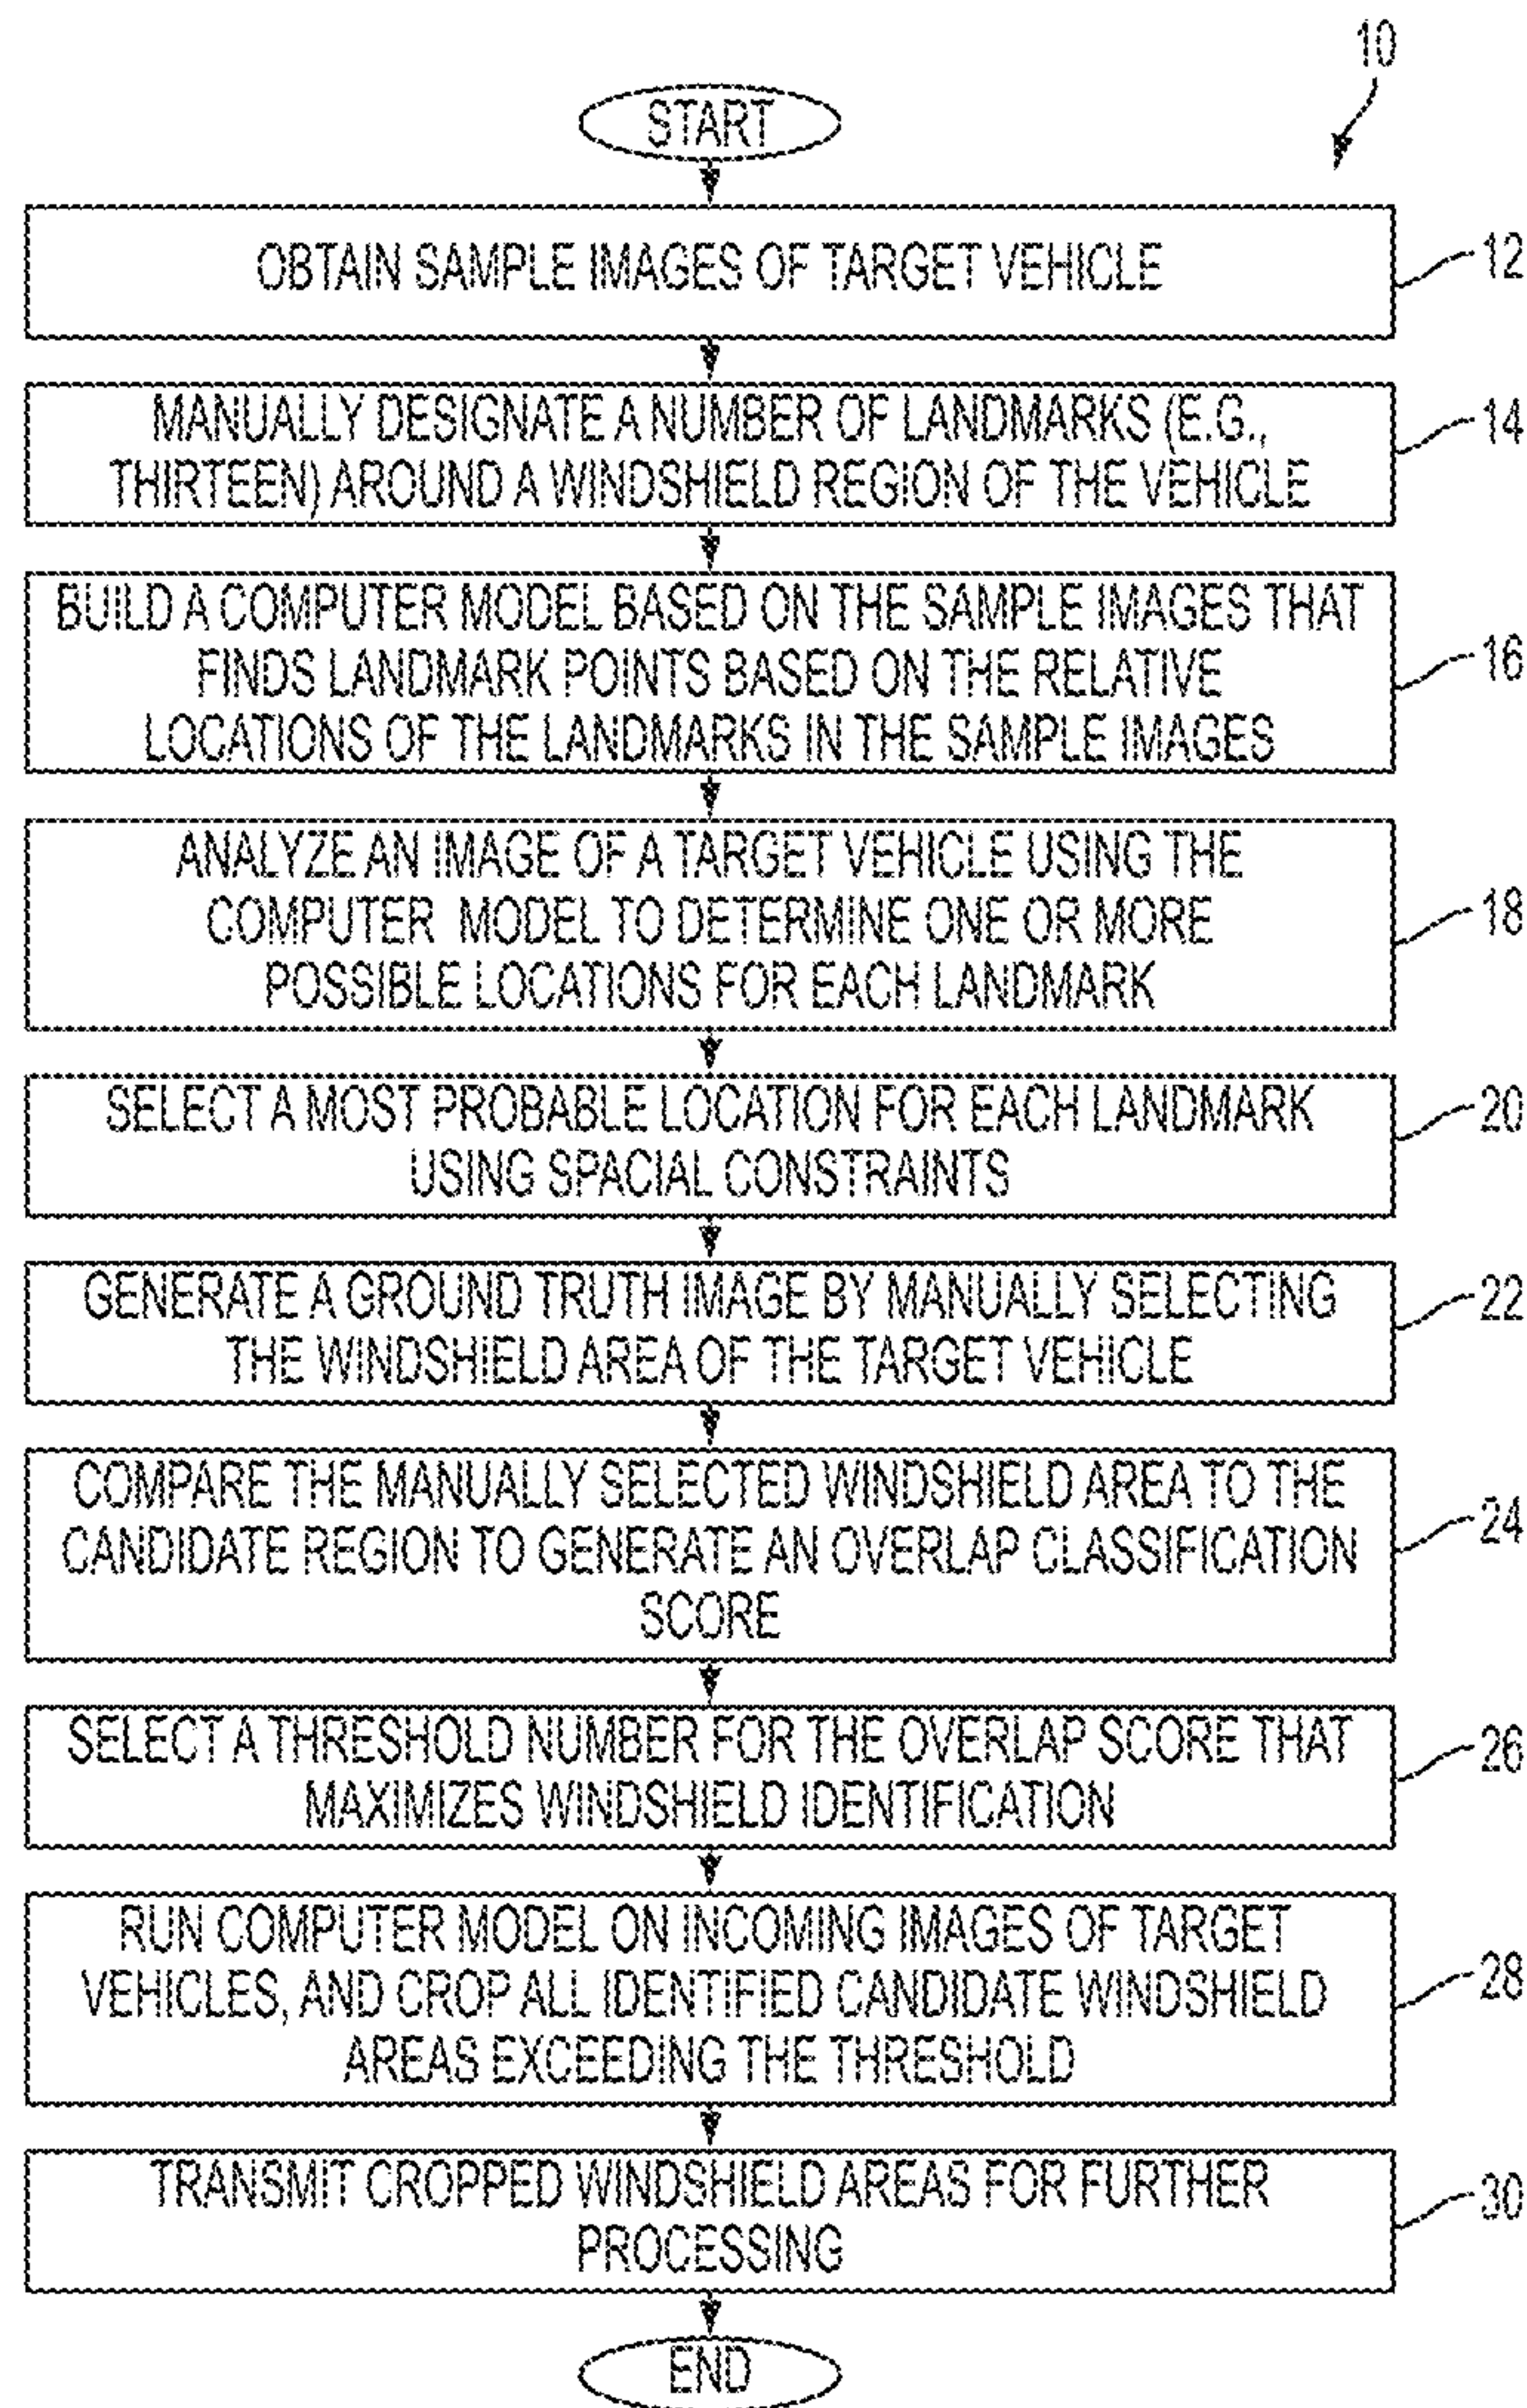 10
START
OBTAIN SAMPLE IMAGES OF TARGET VEHICLE
12
MANUALLY DESIGNATE A NUMBER OF LANDMARKS (E.G.,
THIRTEEN) AROUND A WINDSHIELD REGION OF THE VEHICLE
14
BUILD A COMPUTER MODEL BASED ON THE SAMPLE IMAGES THAT
FINDS LANDMARK POINTS BASED ON THE RELATIVE
LOCATIONS OF THE LANDMARKS IN THE SAMPLE IMAGES
16
ANALYZE AN IMAGE OF A TARGET VEHICLE USING THE
COMPUTER MODEL TO DETERMINE ONE OR MORE
POSSIBLE LOCATIONS FOR EACH LANDMARK
18
SELECT A MOST PROBABLE LOCATION FOR EACH LANDMARK
USING SPACIAL CONSTRAINTS
20
GENERATE A GROUND TRUTH IMAGE BY MANUALLY SELECTING
THE WINDSHIELD AREA OF THE TARGET VEHICLE
22
COMPARE THE MANUALLY SELECTED WINDSHIELD AREA TO THE
CANDIDATE REGION TO GENERATE AN OVERLAP CLASSIFICATION
SCORE
24
SELECT A THRESHOLD NUMBER FOR THE OVERLAP SCORE THAT
MAXIMIZES WINDSHIELD IDENTIFICATION
26
RUN COMPUTER MODEL ON INCOMING IMAGES OF TARGET
VEHICLES, AND CROP ALL IDENTIFIED CANDIDATE WINDSHIELD
AREAS EXCEEDING THE THRESHOLD
28
TRANSMIT CROPPED WINDSHIELD AREAS FOR FURTHER
PROCESSING
30
END